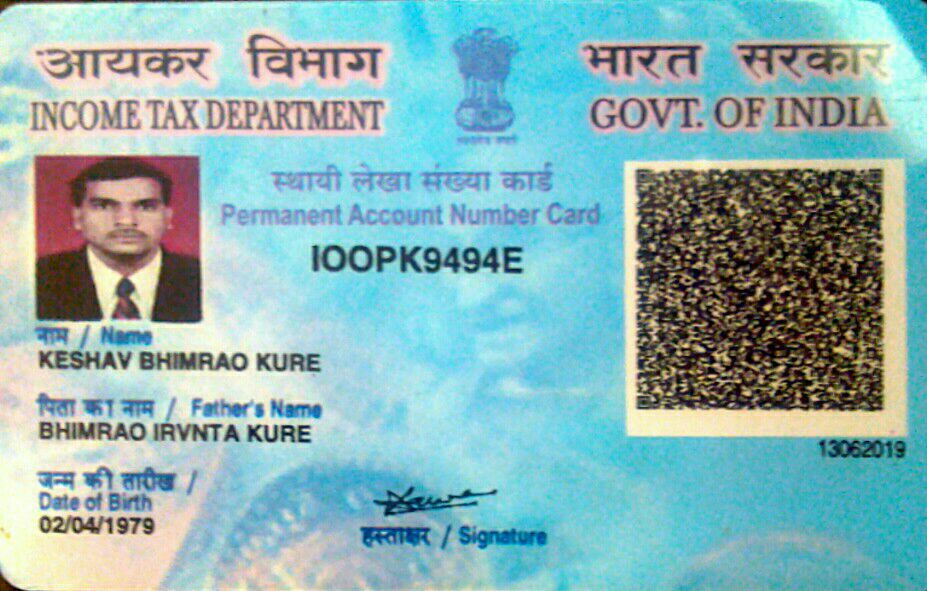 आयकर विभाग
INCOME TAX DEPARTMENT
भारत सरकार
GOVT. OF INDIA
स्थायी लेखा संख्या कार्ड
Permanent Account Number Card
IOOPK9494E
नाम / Name
KESHAV BHIMRAO KURE
पिता का नाम / Father's Name
BHIMRAO IRVNTA KURE
जन्म की तारीख /
Date of Birth
02/04/1979
हस्ताक्षर / Signature
13062019